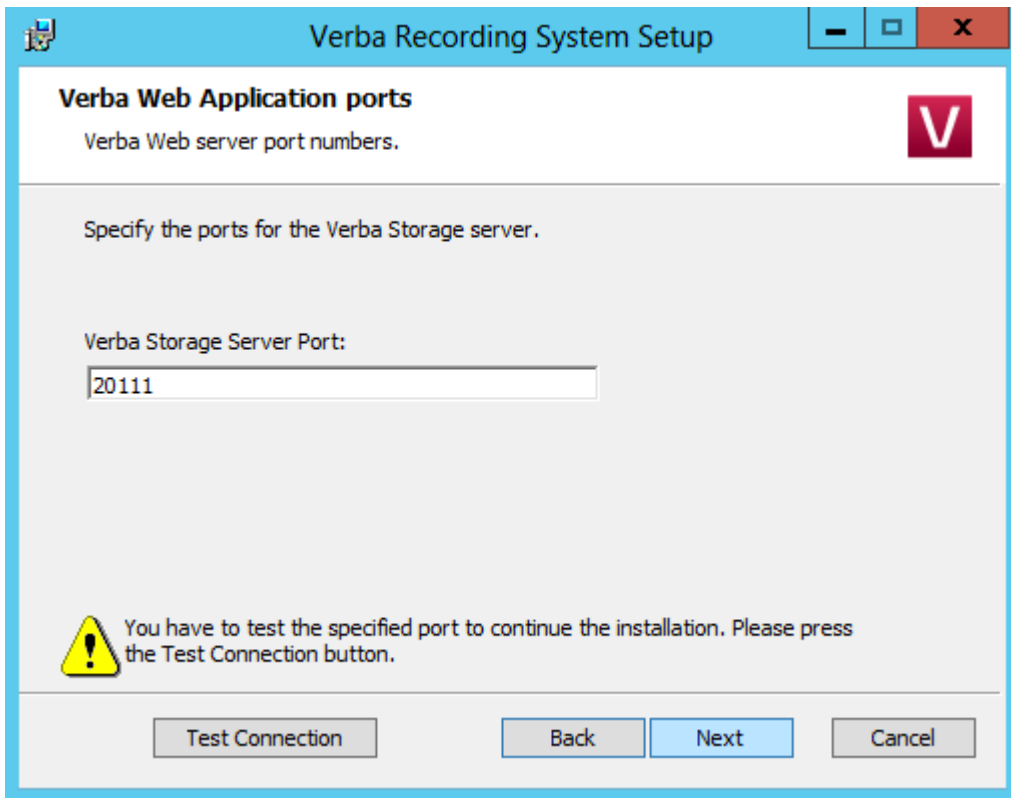 Verba Recording System Setup
Verba Web Application ports
Verba Web server port numbers.
V
Specify the ports for the Verba Storage server.
Verba Storage Server Port:
20111
You have to test the specified port to continue the installation. Please press
the Test Connection button.
Test Connection Back Next Cancel